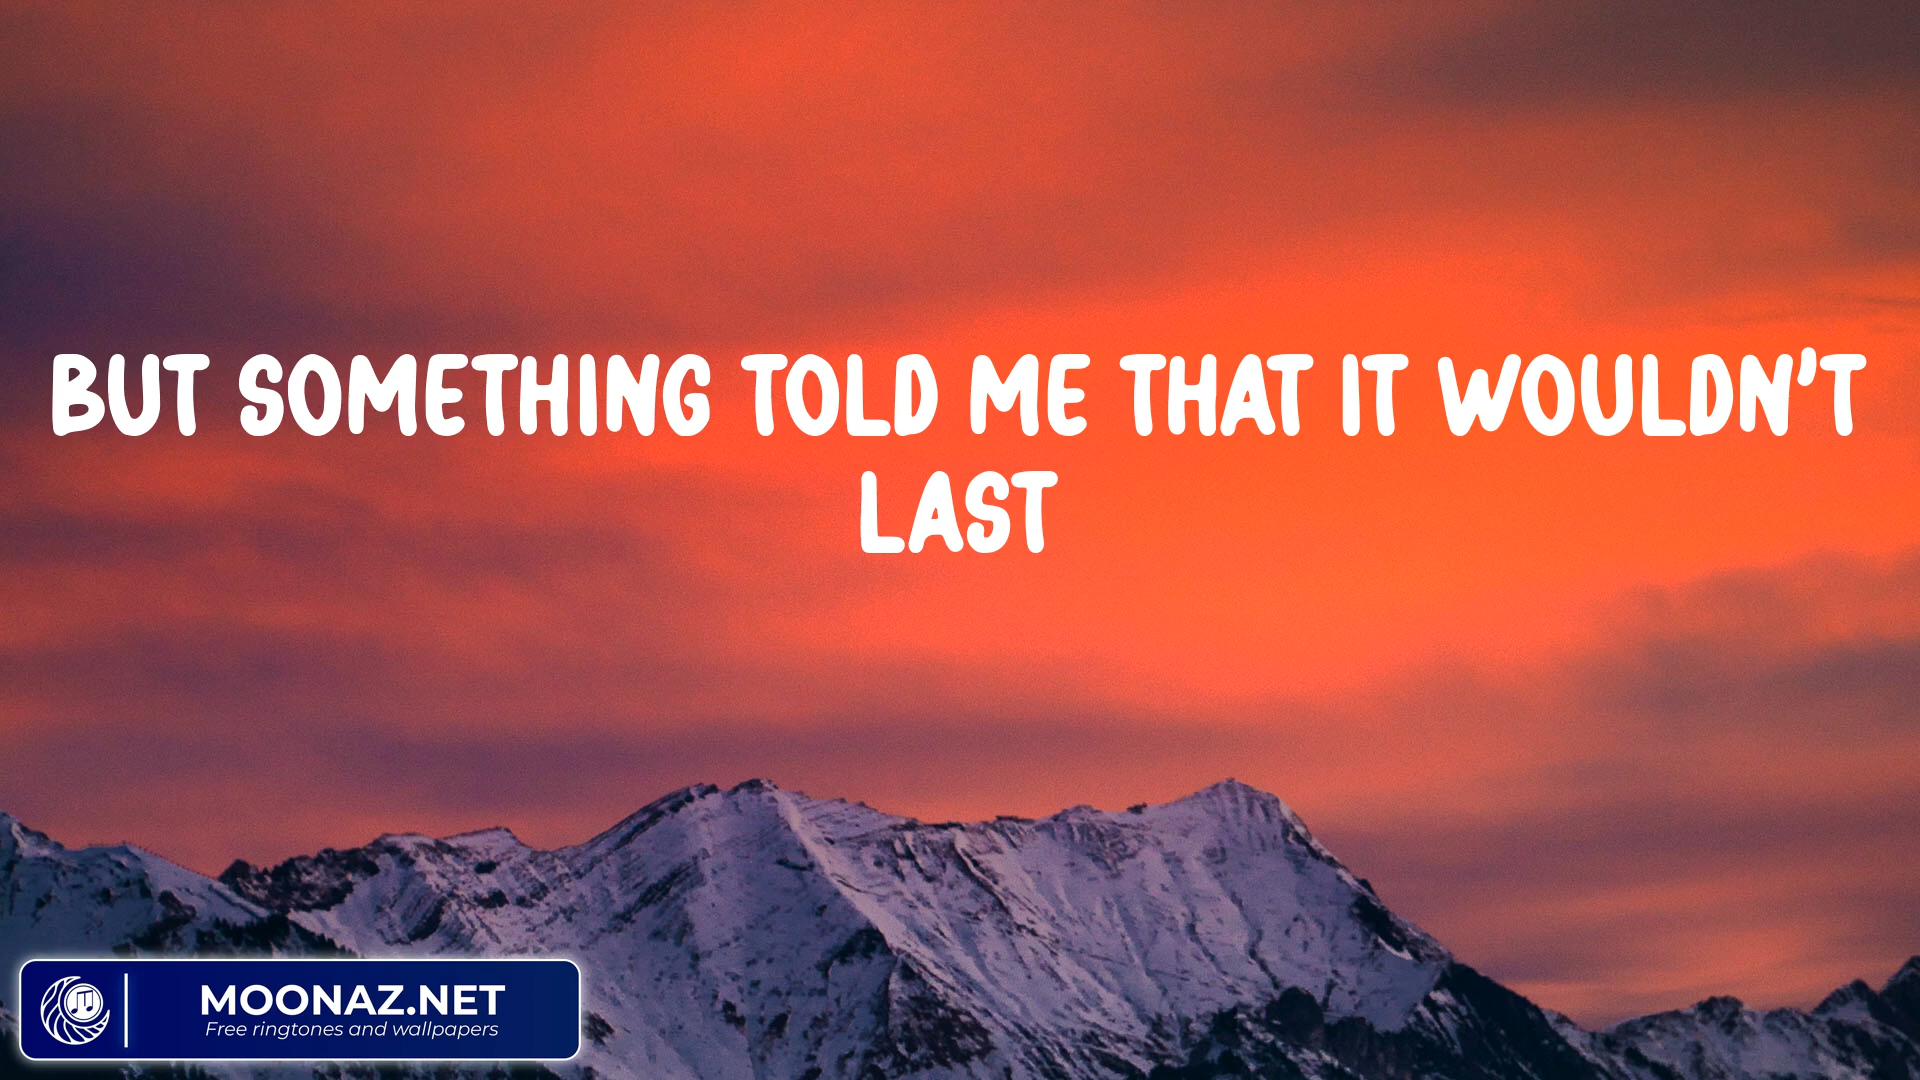 BUT SOMETHING TOLD ME THAT IT WOULDN'T
LAST
MOONAZ.NET
Free ringtones and wallpapers